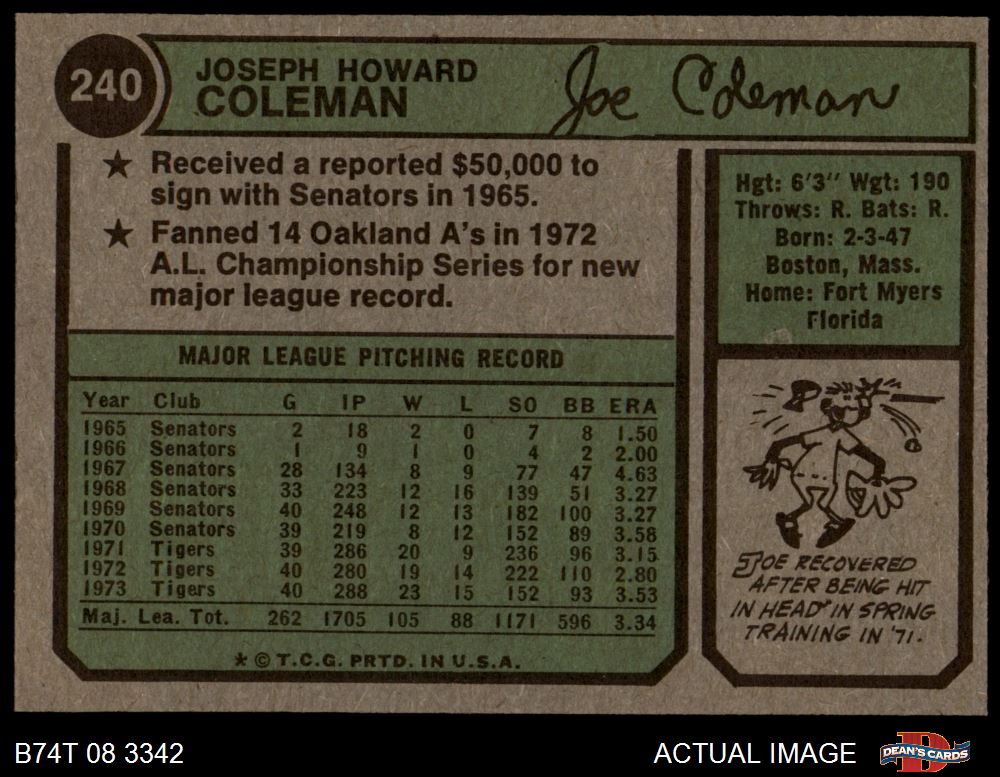 240
JOSEPH HOWARD
COLEMAN
Joe Coleman
★ Received a reported $50,000 to
sign with Senators in 1965.
★ Fanned 14 Oakland A's in 1972
A.L. Championship Series for new
major league record.
Hgt: 6'3" Wgt: 190
Throws: R. Bats: R.
Born: 2-3-47
Boston, Mass.
Home: Fort Myers
Florida
MAJOR LEAGUE PITCHING RECORD
Year Club G IP W L SO BB ERA
1965 Senators 2 18 2 0 7 8 1.50
1966 Senators 1 9 1 0 4 2 2.00
1967 Senators 28 134 8 9 77 47 4.63
1968 Senators 33 223 12 16 139 51 3.27
1969 Senators 40 248 12 13 182 100 3.27
1970 Senators 39 219 8 12 152 89 3.58
1971 Tigers 39 286 20 9 236 96 3.15
1972 Tigers 40 280 19 14 222 110 2.80
1973 Tigers 40 288 23 15 152 93 3.53
Maj. Lea. Tot. 262 1705 105 88 1171 596 3.34
★ © T.C.G. PRTD. IN U.S.A.
JOE RECOVERED
AFTER BEING HIT
IN HEAD IN SPRING
TRAINING IN '71.
B74T 08 3342
ACTUAL IMAGE
DEAN'S CARDS